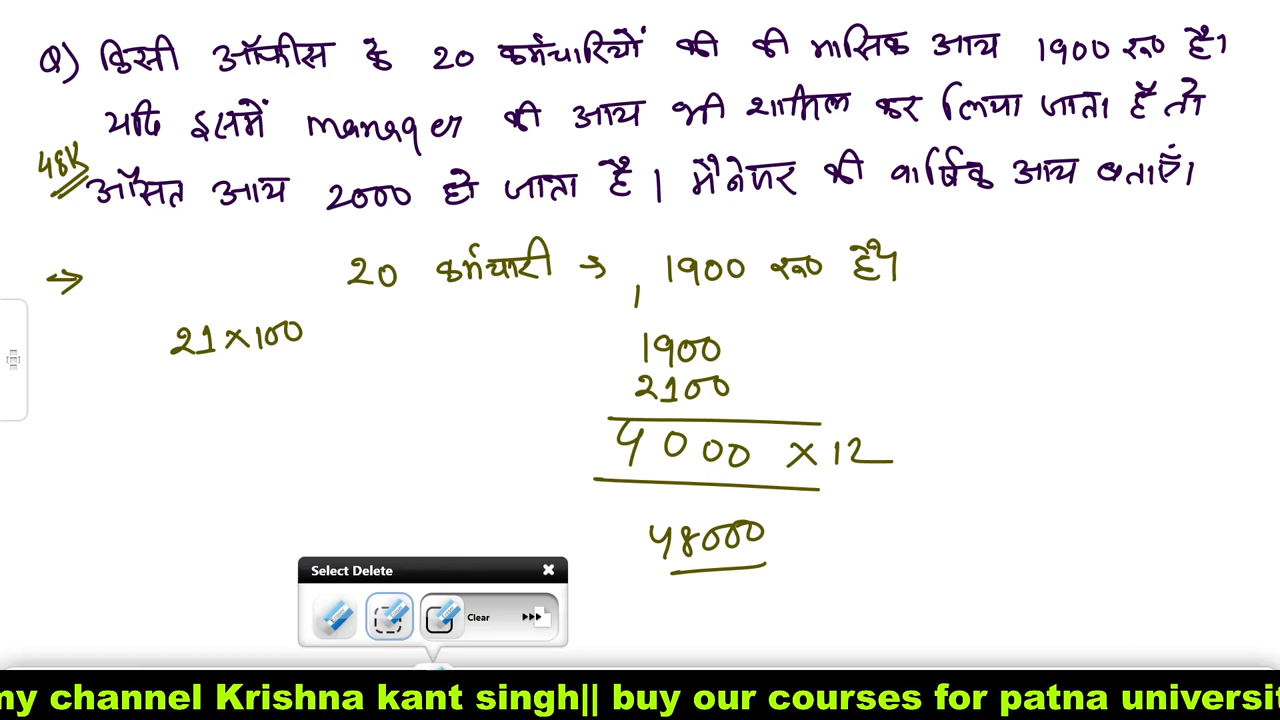 Q) किसी ऑफीस के 20 कर्मचारियों की की मासिक आय 1900 रू० है।
यदि इसमें manager की आय भी शामिल कर लिया जाता है तो
48K
औसत आय 2000 हो जाता है । मैनेजर की वार्षिक आय बताएँ।
⇒ 20 कर्मचारी → 1900 रू० है।
21 × 100
1
1900
2100
4000 × 12
48000
Select Delete
Clear
my channel Krishna kant singh|| buy our courses for patna universi